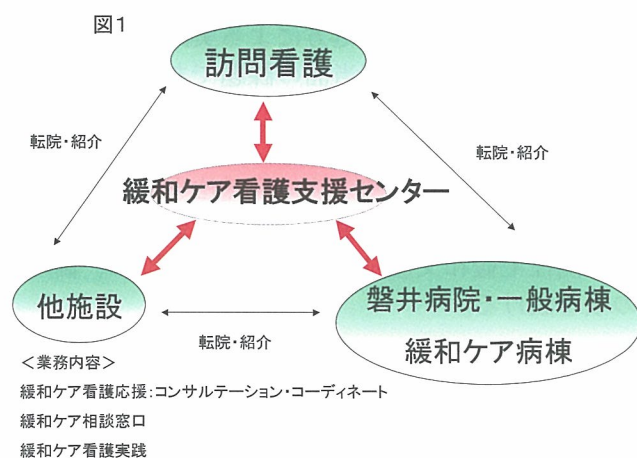 図1
訪問看護
転院・紹介
転院・紹介
緩和ケア看護支援センター
他施設
磐井病院・一般病棟
緩和ケア病棟
転院・紹介
<業務内容>
緩和ケア看護応援:コンサルテーション・コーディネート
緩和ケア相談窓口
緩和ケア看護実践